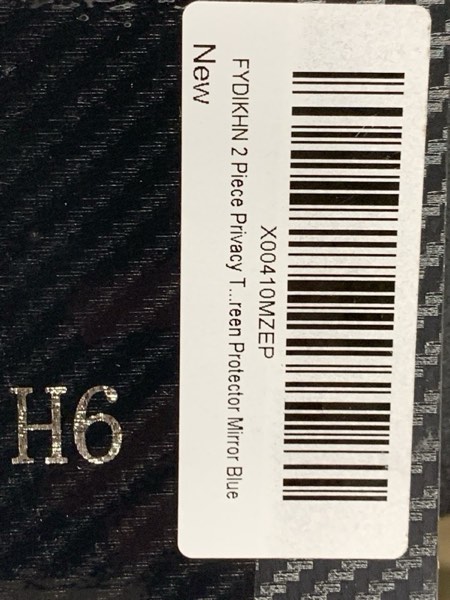 X00410MZEP
FYDIKHN 2 Piece Privacy T...reen Protector Mirror Blue
New
H6